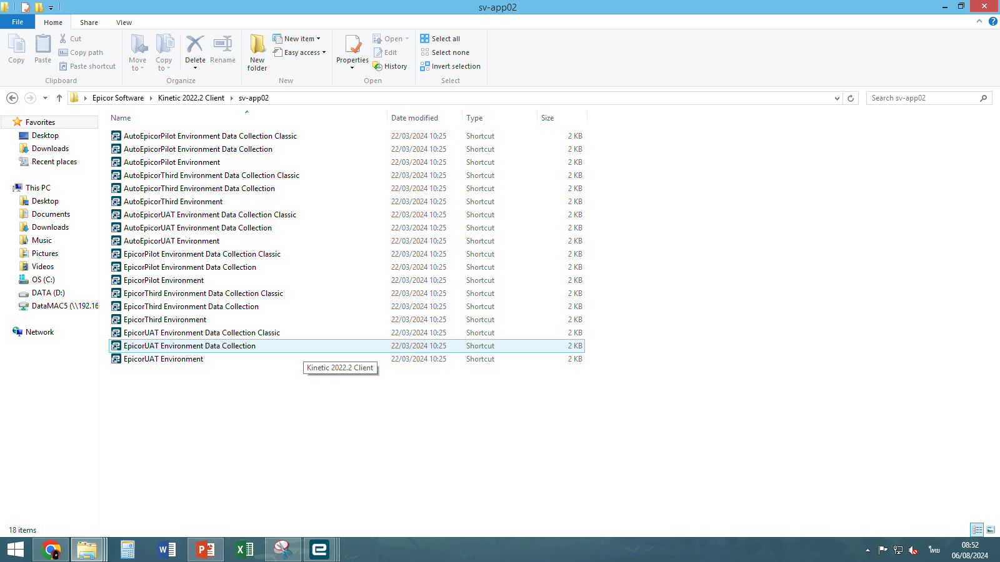 sv-app02
File
Home
Share
View
Copy
Paste
Cut
Copy path
Paste shortcut
Clipboard
Move to
Copy to
Delete
Rename
Organize
New folder
New item
Easy access
New
Properties
Open
Edit
History
Open
Select all
Select none
Invert selection
Select
Epicor Software
Kinetic 2022.2 Client
sv-app02
Search sv-app02
Favorites
Desktop
Downloads
Recent places
This PC
Desktop
Documents
Downloads
Music
Pictures
Videos
OS (C:)
DATA (D:)
DataMAC5 (\\192.16
Network
Name Date modified Type Size
AutoEpicorPilot Environment Data Collection Classic 22/03/2024 10:25 Shortcut 2 KB
AutoEpicorPilot Environment Data Collection 22/03/2024 10:25 Shortcut 2 KB
AutoEpicorPilot Environment 22/03/2024 10:25 Shortcut 2 KB
AutoEpicorThird Environment Data Collection Classic 22/03/2024 10:25 Shortcut 2 KB
AutoEpicorThird Environment Data Collection 22/03/2024 10:25 Shortcut 2 KB
AutoEpicorThird Environment 22/03/2024 10:25 Shortcut 2 KB
AutoEpicorUAT Environment Data Collection Classic 22/03/2024 10:25 Shortcut 2 KB
AutoEpicorUAT Environment Data Collection 22/03/2024 10:25 Shortcut 2 KB
AutoEpicorUAT Environment 22/03/2024 10:25 Shortcut 2 KB
EpicorPilot Environment Data Collection Classic 22/03/2024 10:25 Shortcut 2 KB
EpicorPilot Environment Data Collection 22/03/2024 10:25 Shortcut 2 KB
EpicorPilot Environment 22/03/2024 10:25 Shortcut 2 KB
EpicorThird Environment Data Collection Classic 22/03/2024 10:25 Shortcut 2 KB
EpicorThird Environment Data Collection 22/03/2024 10:25 Shortcut 2 KB
EpicorThird Environment 22/03/2024 10:25 Shortcut 2 KB
EpicorUAT Environment Data Collection Classic 22/03/2024 10:25 Shortcut 2 KB
EpicorUAT Environment Data Collection 22/03/2024 10:25 Shortcut 2 KB
EpicorUAT Environment 22/03/2024 10:25 Shortcut 2 KB
Kinetic 2022.2 Client
18 items
ไทย
08:52
06/08/2024